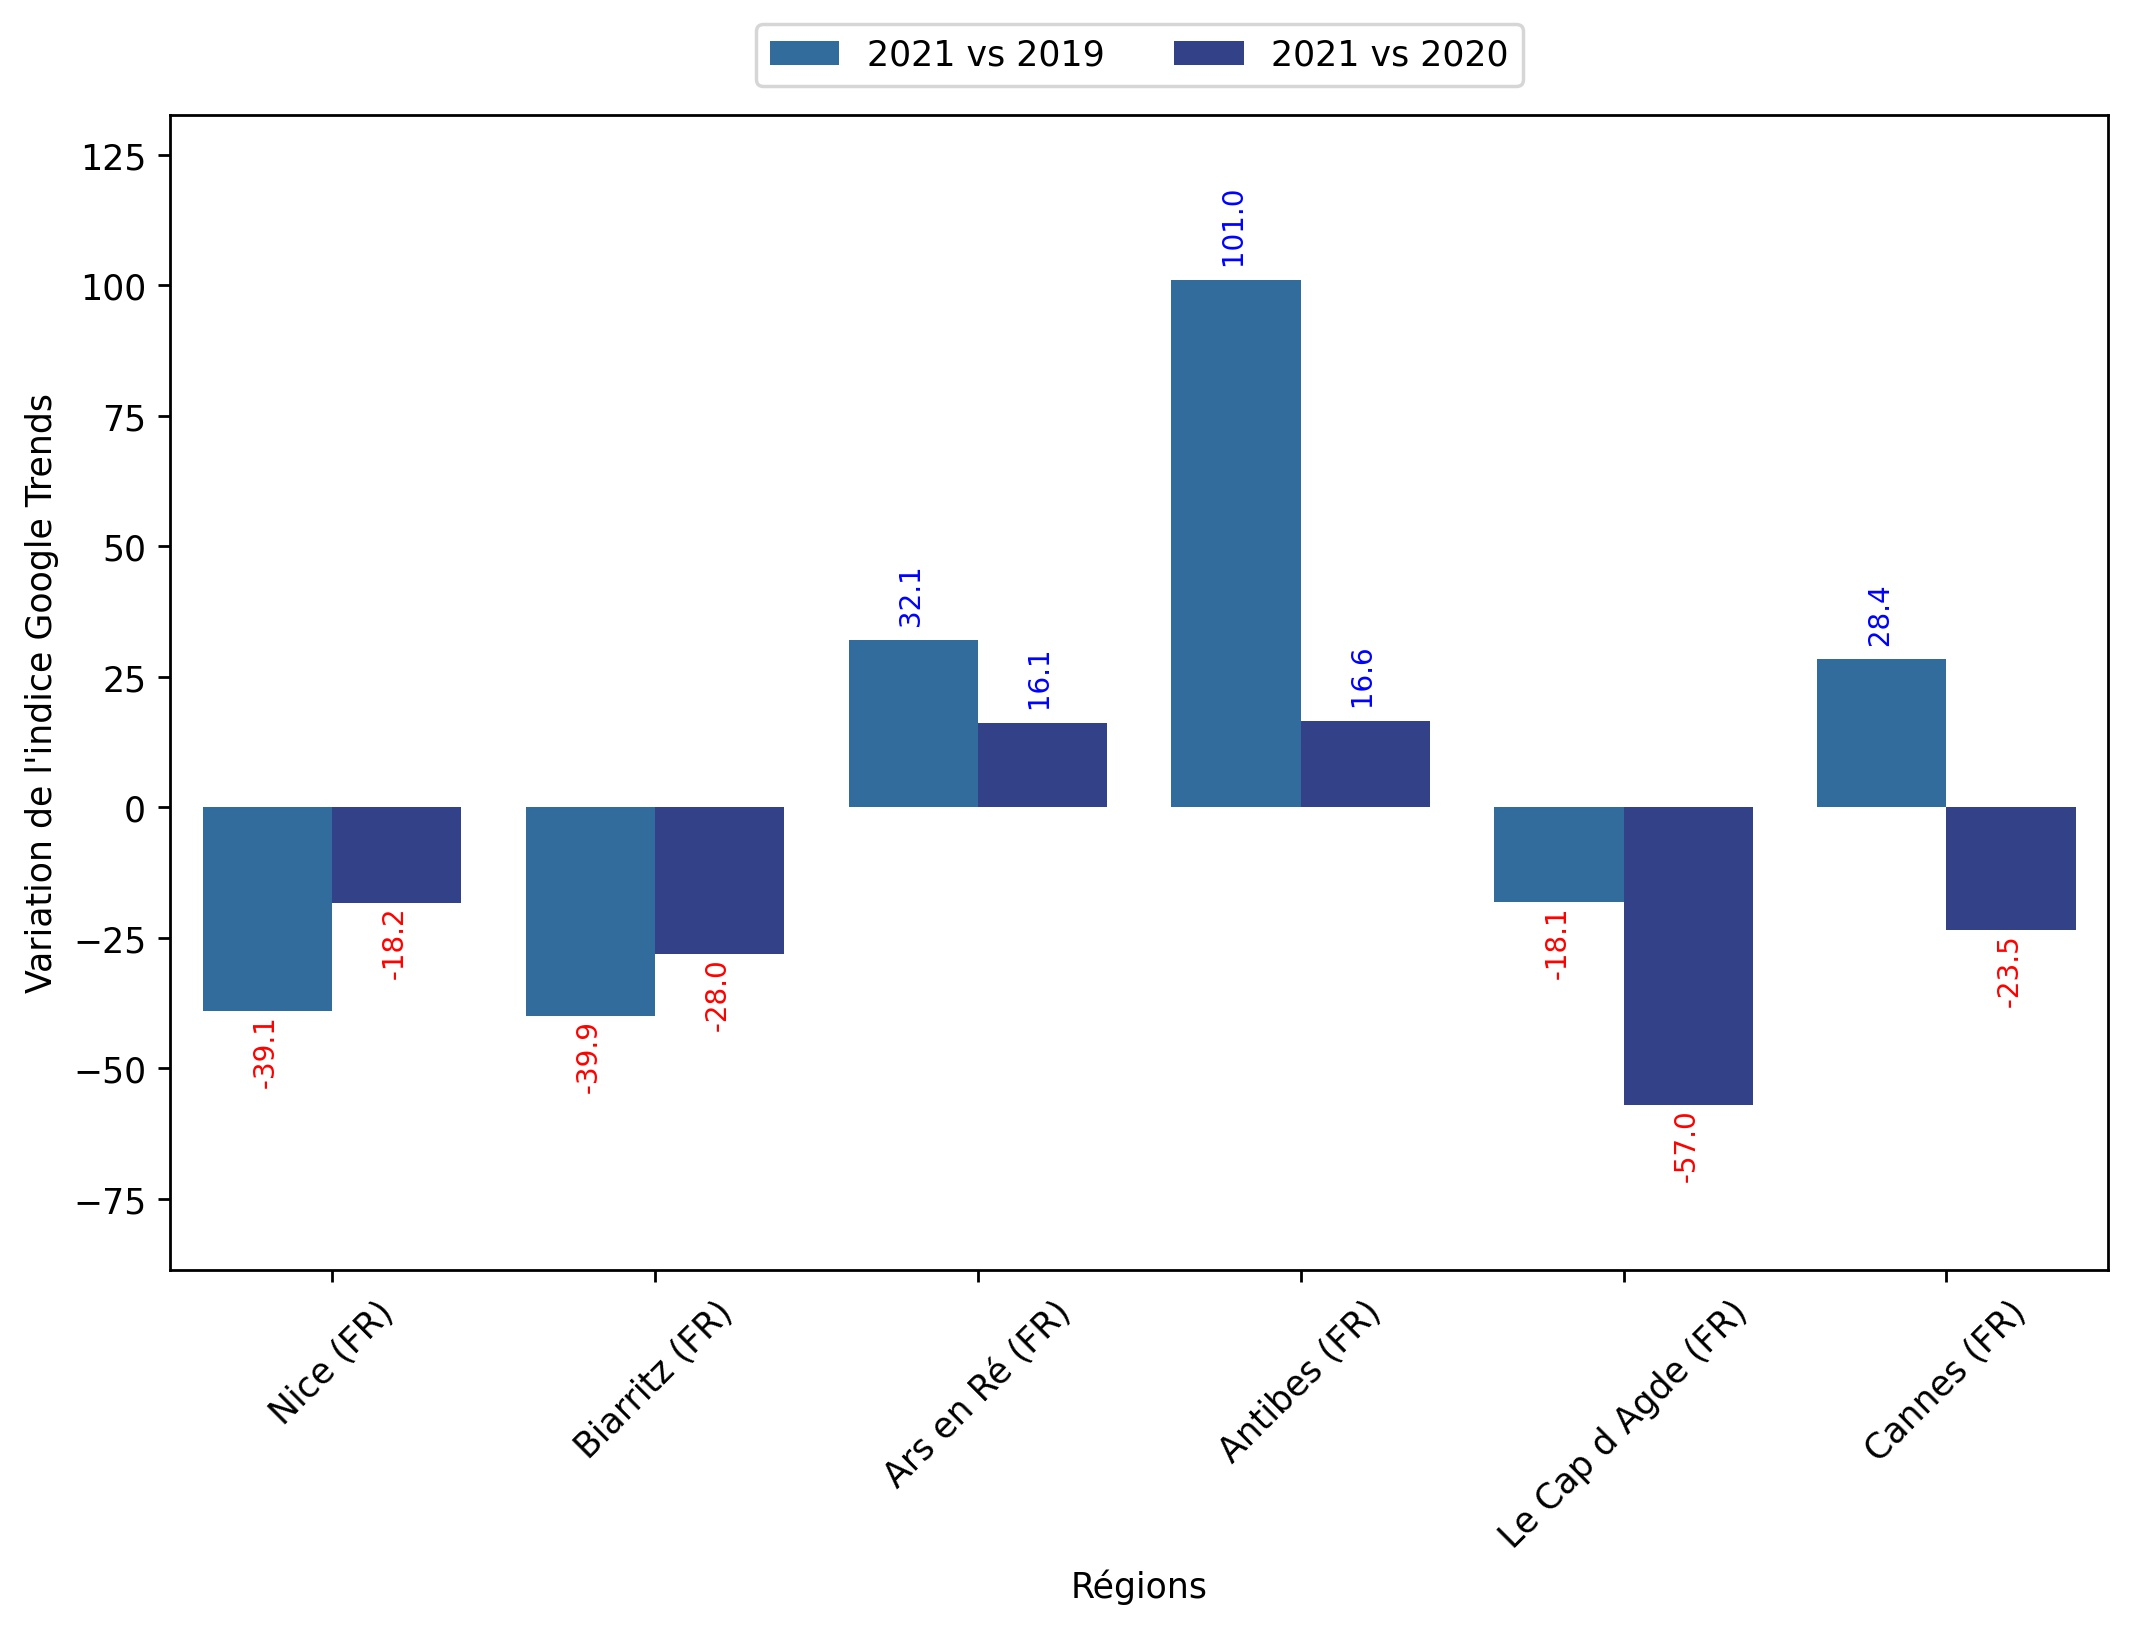 2021 vs 2019
2021 vs 2020
Variation de l'indice Google Trends
125
100
75
50
25
0
−25
−50
−75
-39.1
-18.2
-39.9
-28.0
32.1
16.1
101.0
16.6
-18.1
-57.0
28.4
-23.5
Nice (FR)
Biarritz (FR)
Ars en Ré (FR)
Antibes (FR)
Le Cap d Agde (FR)
Cannes (FR)
Régions